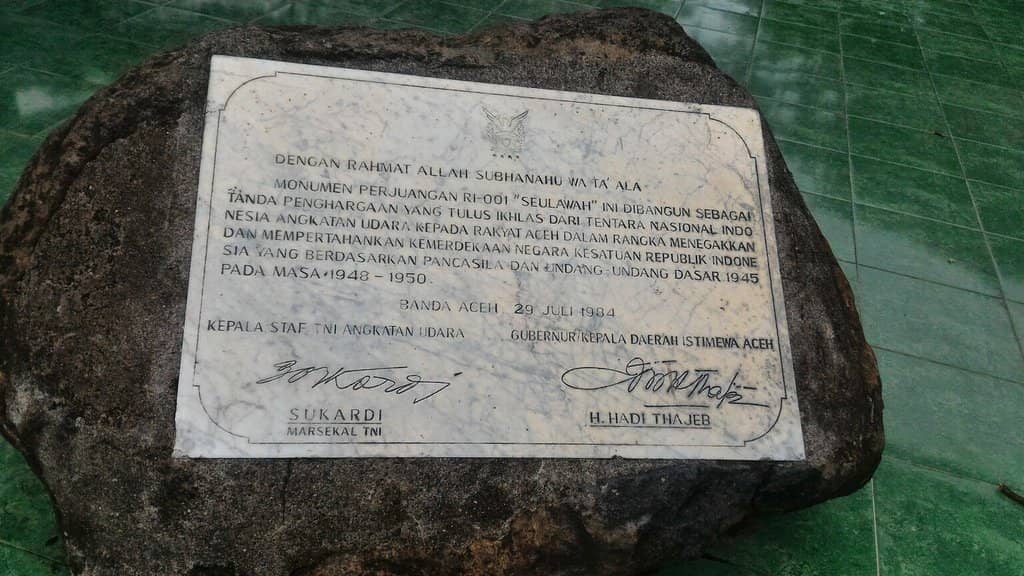 DENGAN RAHMAT ALLAH SUBHANAHU WA TA'ALA
MONUMEN PERJUANGAN RI-001 "SEULAWAH" INI DIBANGUN SEBAGAI
TANDA PENGHARGAAN YANG TULUS IKHLAS DARI TENTARA NASIONAL INDO
NESIA ANGKATAN UDARA KEPADA RAKYAT ACEH DALAM RANGKA MENEGAKKAN
DAN MEMPERTAHANKAN KEMERDEKAAN NEGARA KESATUAN REPUBLIK INDONE
SIA YANG BERDASARKAN PANCASILA DAN UNDANG-UNDANG DASAR 1945
PADA MASA 1948 - 1950.
BANDA ACEH 29 JULI 1984
KEPALA STAF TNI ANGKATAN UDARA GUBERNUR/KEPALA DAERAH ISTIMEWA ACEH
SUKARDI H. HADI THAJEB
MARSEKAL TNI